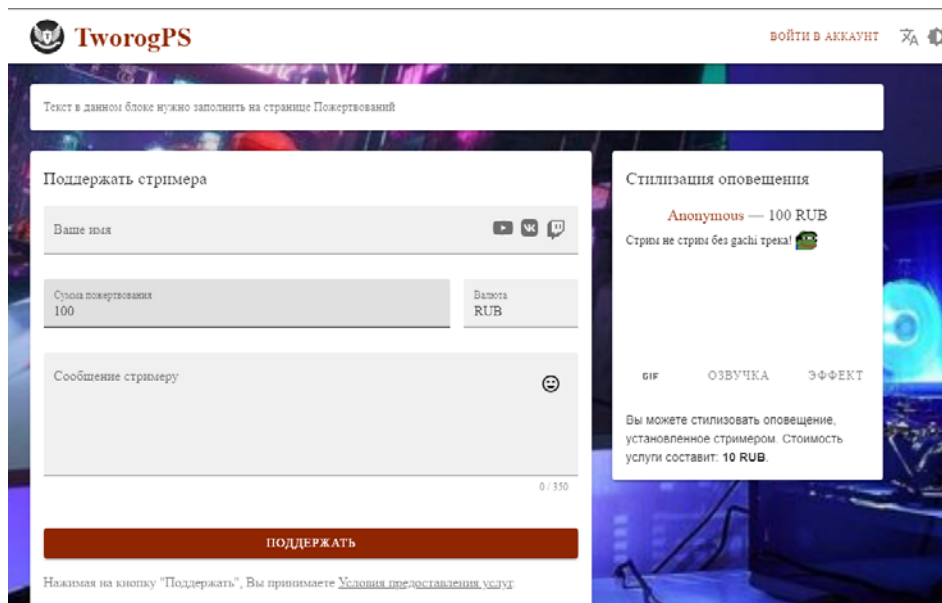 TworogPS
ВОЙТИ В АККАУНТ
Текст в данном блоке нужно заполнить на странице Пожертвований
Поддержать стримера
Ваше имя
Сумма пожертвования
100
Валюта
RUB
Сообщение стримеру
0 / 350
ПОДДЕРЖАТЬ
Нажимая на кнопку "Поддержать", Вы принимаете Условия предоставления услуг
Стилизация оповещения
Anonymous — 100 RUB
Стрим не стрим без gachi трека!
GIF
ОЗВУЧКА
ЭФФЕКТ
Вы можете стилизовать оповещение,
установленное стримером. Стоимость
услуги составит: 10 RUB.